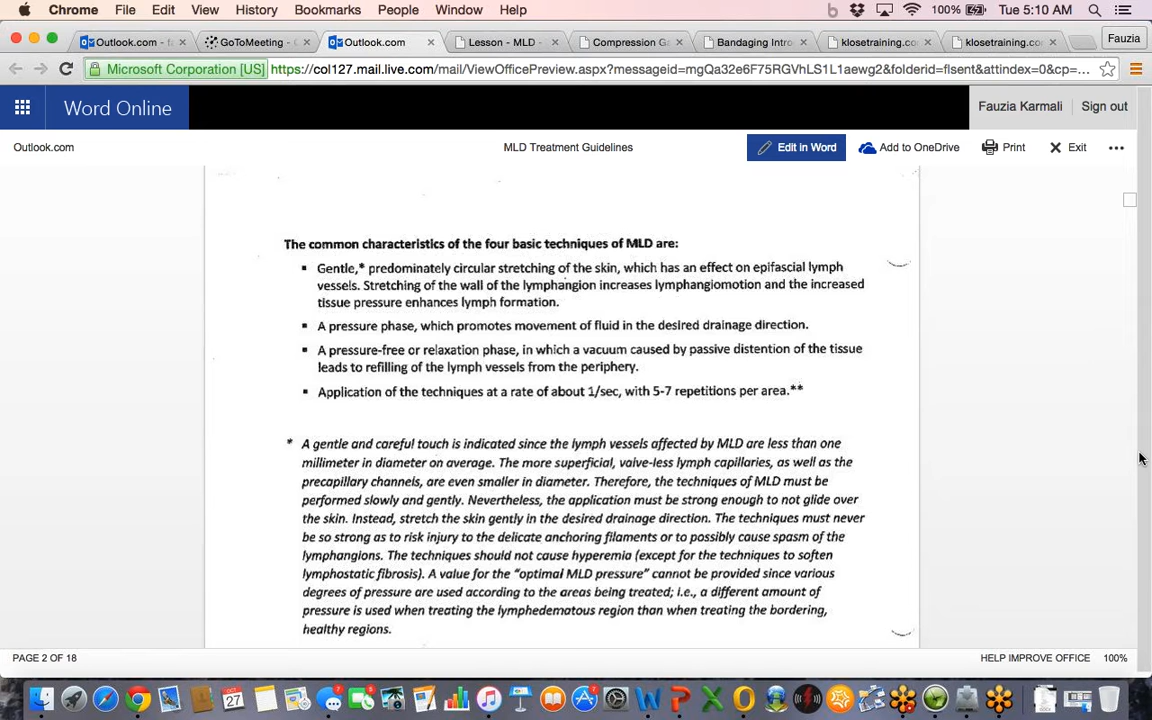 Chrome File Edit View History Bookmarks People Window Help 100% Tue 5:10 AM
Outlook.com - f GoToMeeting - Outlook.com Lesson - MLD - Compression Ga Bandaging Intro klosetraining.co klosetraining.co Fauzia
Microsoft Corporation [US] https://col127.mail.live.com/mail/ViewOfficePreview.aspx?messageid=mgQa32e6F75RGVhLS1L1aewg2&folderid=flsent&attindex=0&cp=...
Word Online Fauzia Karmali Sign out
Outlook.com MLD Treatment Guidelines Edit in Word Add to OneDrive Print Exit
The common characteristics of the four basic techniques of MLD are:
▪ Gentle,* predominately circular stretching of the skin, which has an effect on epifascial lymph
vessels. Stretching of the wall of the lymphangion increases lymphangiomotion and the increased
tissue pressure enhances lymph formation.
▪ A pressure phase, which promotes movement of fluid in the desired drainage direction.
▪ A pressure-free or relaxation phase, in which a vacuum caused by passive distention of the tissue
leads to refilling of the lymph vessels from the periphery.
▪ Application of the techniques at a rate of about 1/sec, with 5-7 repetitions per area.**
* A gentle and careful touch is indicated since the lymph vessels affected by MLD are less than one
millimeter in diameter on average. The more superficial, valve-less lymph capillaries, as well as the
precapillary channels, are even smaller in diameter. Therefore, the techniques of MLD must be
performed slowly and gently. Nevertheless, the application must be strong enough to not glide over
the skin. Instead, stretch the skin gently in the desired drainage direction. The techniques must never
be so strong as to risk injury to the delicate anchoring filaments or to possibly cause spasm of the
lymphangions. The techniques should not cause hyperemia (except for the techniques to soften
lymphostatic fibrosis). A value for the "optimal MLD pressure" cannot be provided since various
degrees of pressure are used according to the areas being treated; i.e., a different amount of
pressure is used when treating the lymphedematous region than when treating the bordering,
healthy regions.
PAGE 2 OF 18 HELP IMPROVE OFFICE 100%